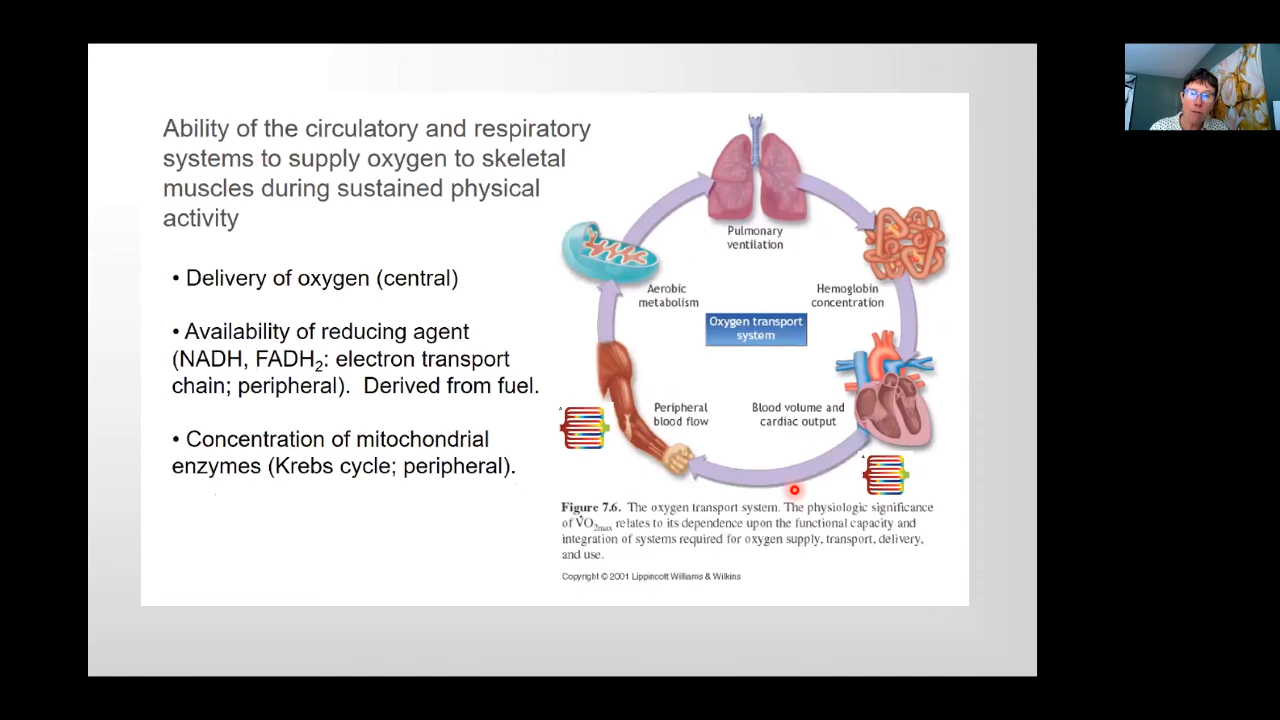 Ability of the circulatory and respiratory
systems to supply oxygen to skeletal
muscles during sustained physical
activity
• Delivery of oxygen (central)
• Availability of reducing agent
(NADH, FADH₂: electron transport
chain; peripheral).  Derived from fuel.
• Concentration of mitochondrial
enzymes (Krebs cycle; peripheral).
Pulmonary
ventilation
Aerobic
metabolism
Hemoglobin
concentration
Oxygen transport
system
Peripheral
blood flow
Blood volume and
cardiac output
A
A
Figure 7.6. The oxygen transport system. The physiologic significance
of V̇O₂max relates to its dependence upon the functional capacity and
integration of systems required for oxygen supply, transport, delivery,
and use.
Copyright © 2001 Lippincott Williams & Wilkins